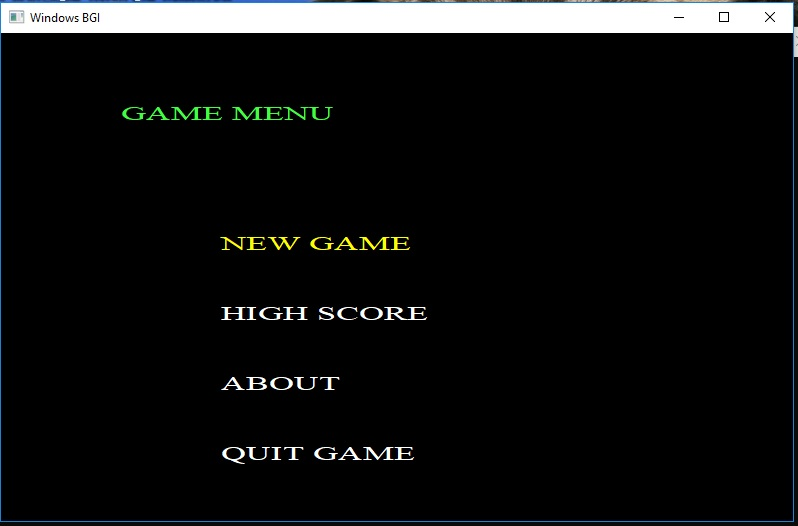 Windows BGI
GAME MENU
NEW GAME
HIGH SCORE
ABOUT
QUIT GAME